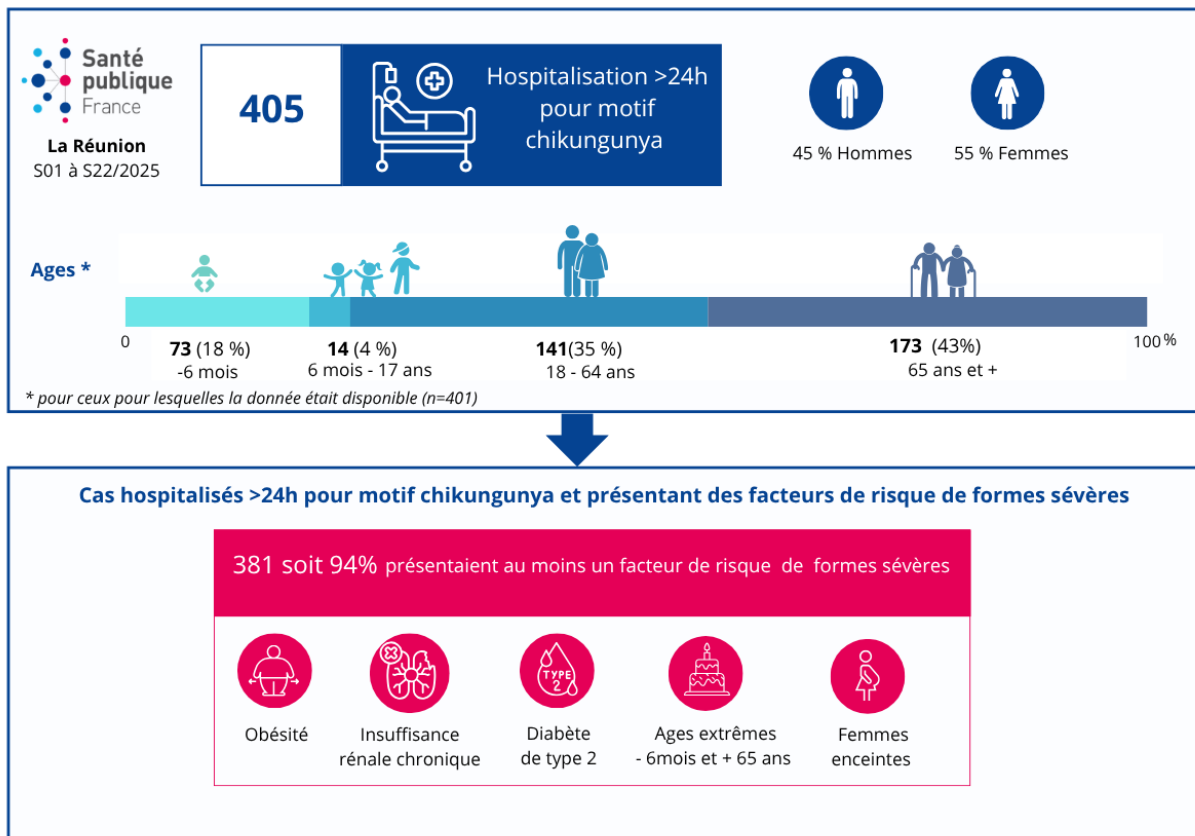 Santé
publique
France
La Réunion
S01 à S22/2025
405
Hospitalisation >24h
pour motif
chikungunya
45 % Hommes
55 % Femmes
Ages *
0
100 %
73 (18 %)
-6 mois
14 (4 %)
6 mois - 17 ans
141(35 %)
18 - 64 ans
173 (43%)
65 ans et +
* pour ceux pour lesquelles la donnée était disponible (n=401)
Cas hospitalisés >24h pour motif chikungunya et présentant des facteurs de risque de formes sévères
381 soit 94% présentaient au moins un facteur de risque de formes sévères
TYPE
2
Obésité
Insuffisance
rénale chronique
Diabète
de type 2
Ages extrêmes
- 6mois et + 65 ans
Femmes
enceintes